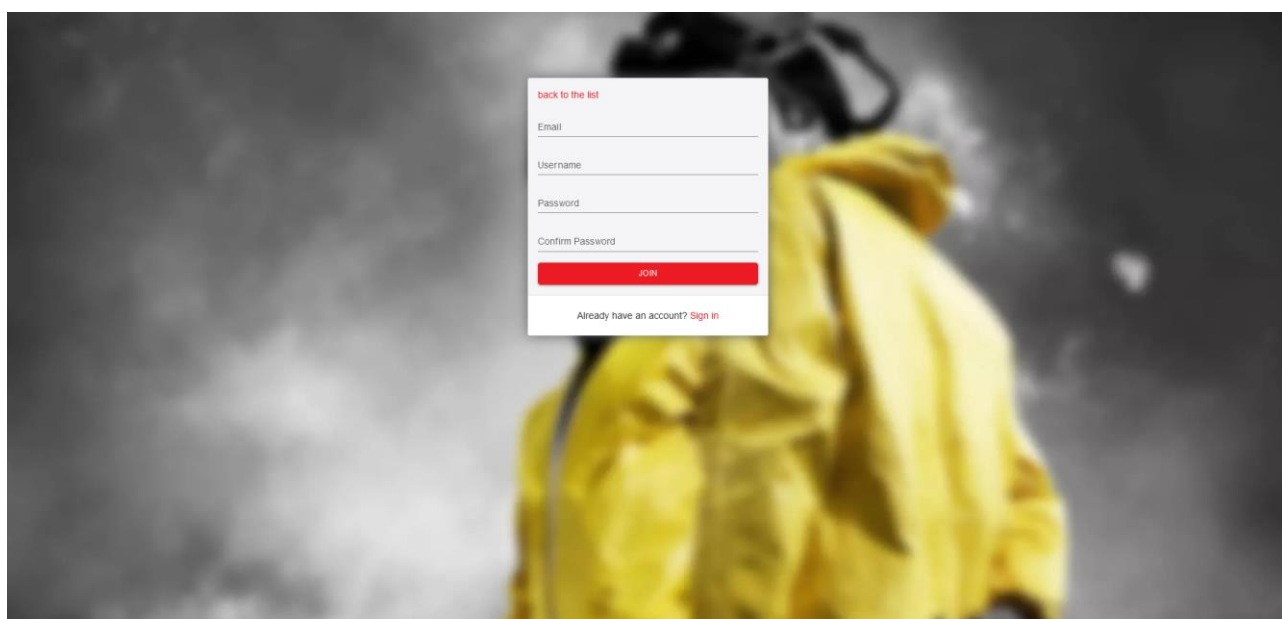 back to the list
Email
Username
Password
Confirm Password
JOIN
Already have an account? Sign in